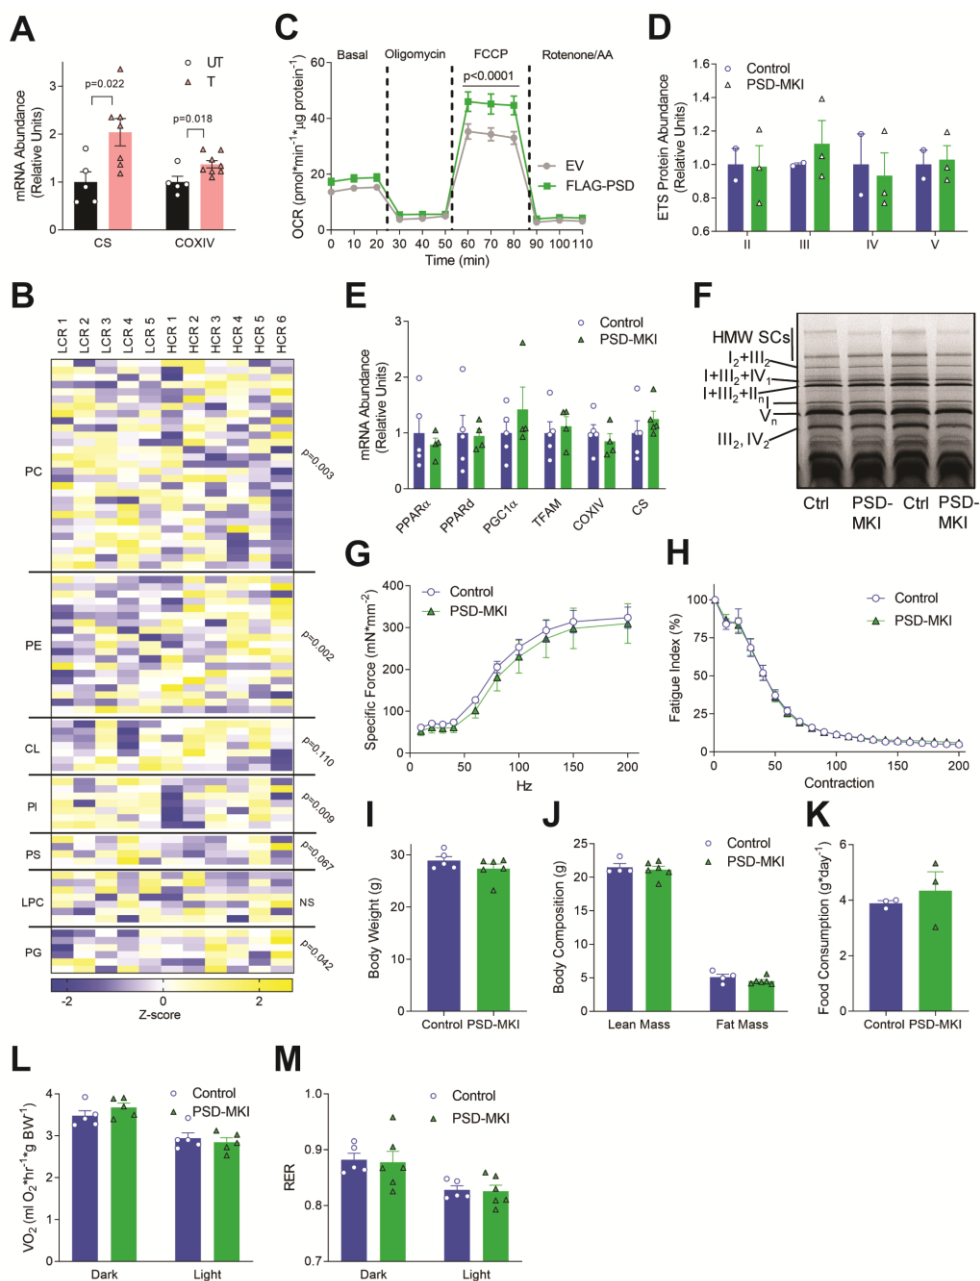 A
mRNA Abundance
(Relative Units)
3
2
1
0
UT
T
p=0.022
p=0.018
CS
COXIV
C
Basal
Oligomycin
FCCP
Rotenone/AA
p<0.0001
OCR (pmol*min⁻¹*µg protein⁻¹)
60
40
20
0
EV
FLAG-PSD
0 10 20 30 40 50 60 70 80 90 100 110
Time (min)
D
ETS Protein Abundance
(Relative Units)
1.6
1.4
1.2
1.0
0.8
0.6
Control
PSD-MKI
II III IV V
B
LCR 1 LCR 2 LCR 3 LCR 4 LCR 5 HCR 1 HCR 2 HCR 3 HCR 4 HCR 5 HCR 6
PC
p=0.003
PE
p=0.002
CL
p=0.110
PI
p=0.009
PS
p=0.067
LPC
NS
PG
p=0.042
-2 0 2
Z-score
E
mRNA Abundance
(Relative Units)
3
2
1
0
Control
PSD-MKI
PPARα PPARd PGC1α TFAM COXIV CS
F
HMW SCs
I₂+III₂
I+III₂+IV₁
I+III₂+IIₙ
I
Vₙ
III₂, IV₂
Ctrl PSD-MKI Ctrl PSD-MKI
G
Specific Force (mN*mm⁻²)
400
300
200
100
0
Control
PSD-MKI
0 50 100 150 200
Hz
H
Fatigue Index (%)
100
75
50
25
0
Control
PSD-MKI
0 50 100 150 200
Contraction
I
Body Weight (g)
30
20
10
0
Control PSD-MKI
J
Body Composition (g)
30
20
10
5
0
Control
PSD-MKI
Lean Mass Fat Mass
K
Food Consumption (g*day⁻¹)
6
4
2
0
Control PSD-MKI
L
VO₂ (ml O₂*hr⁻¹*g BW⁻¹)
4
3
2
1
0
Control
PSD-MKI
Dark Light
M
RER
1.0
0.9
0.8
0.7
Control
PSD-MKI
Dark Light